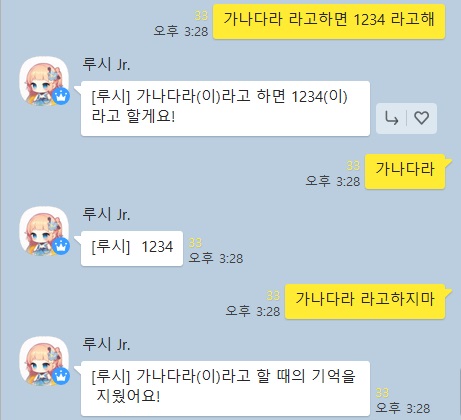 33
오후 3:28
가나다라 라고하면 1234 라고해
루시 Jr.
[루시] 가나다라(이)라고 하면 1234(이)
라고 할게요!
33
오후 3:28
가나다라
루시 Jr.
[루시]  1234
33
오후 3:28
33
오후 3:28
가나다라 라고하지마
루시 Jr.
[루시] 가나다라(이)라고 할 때의 기억을
지웠어요!
33
오후 3:28